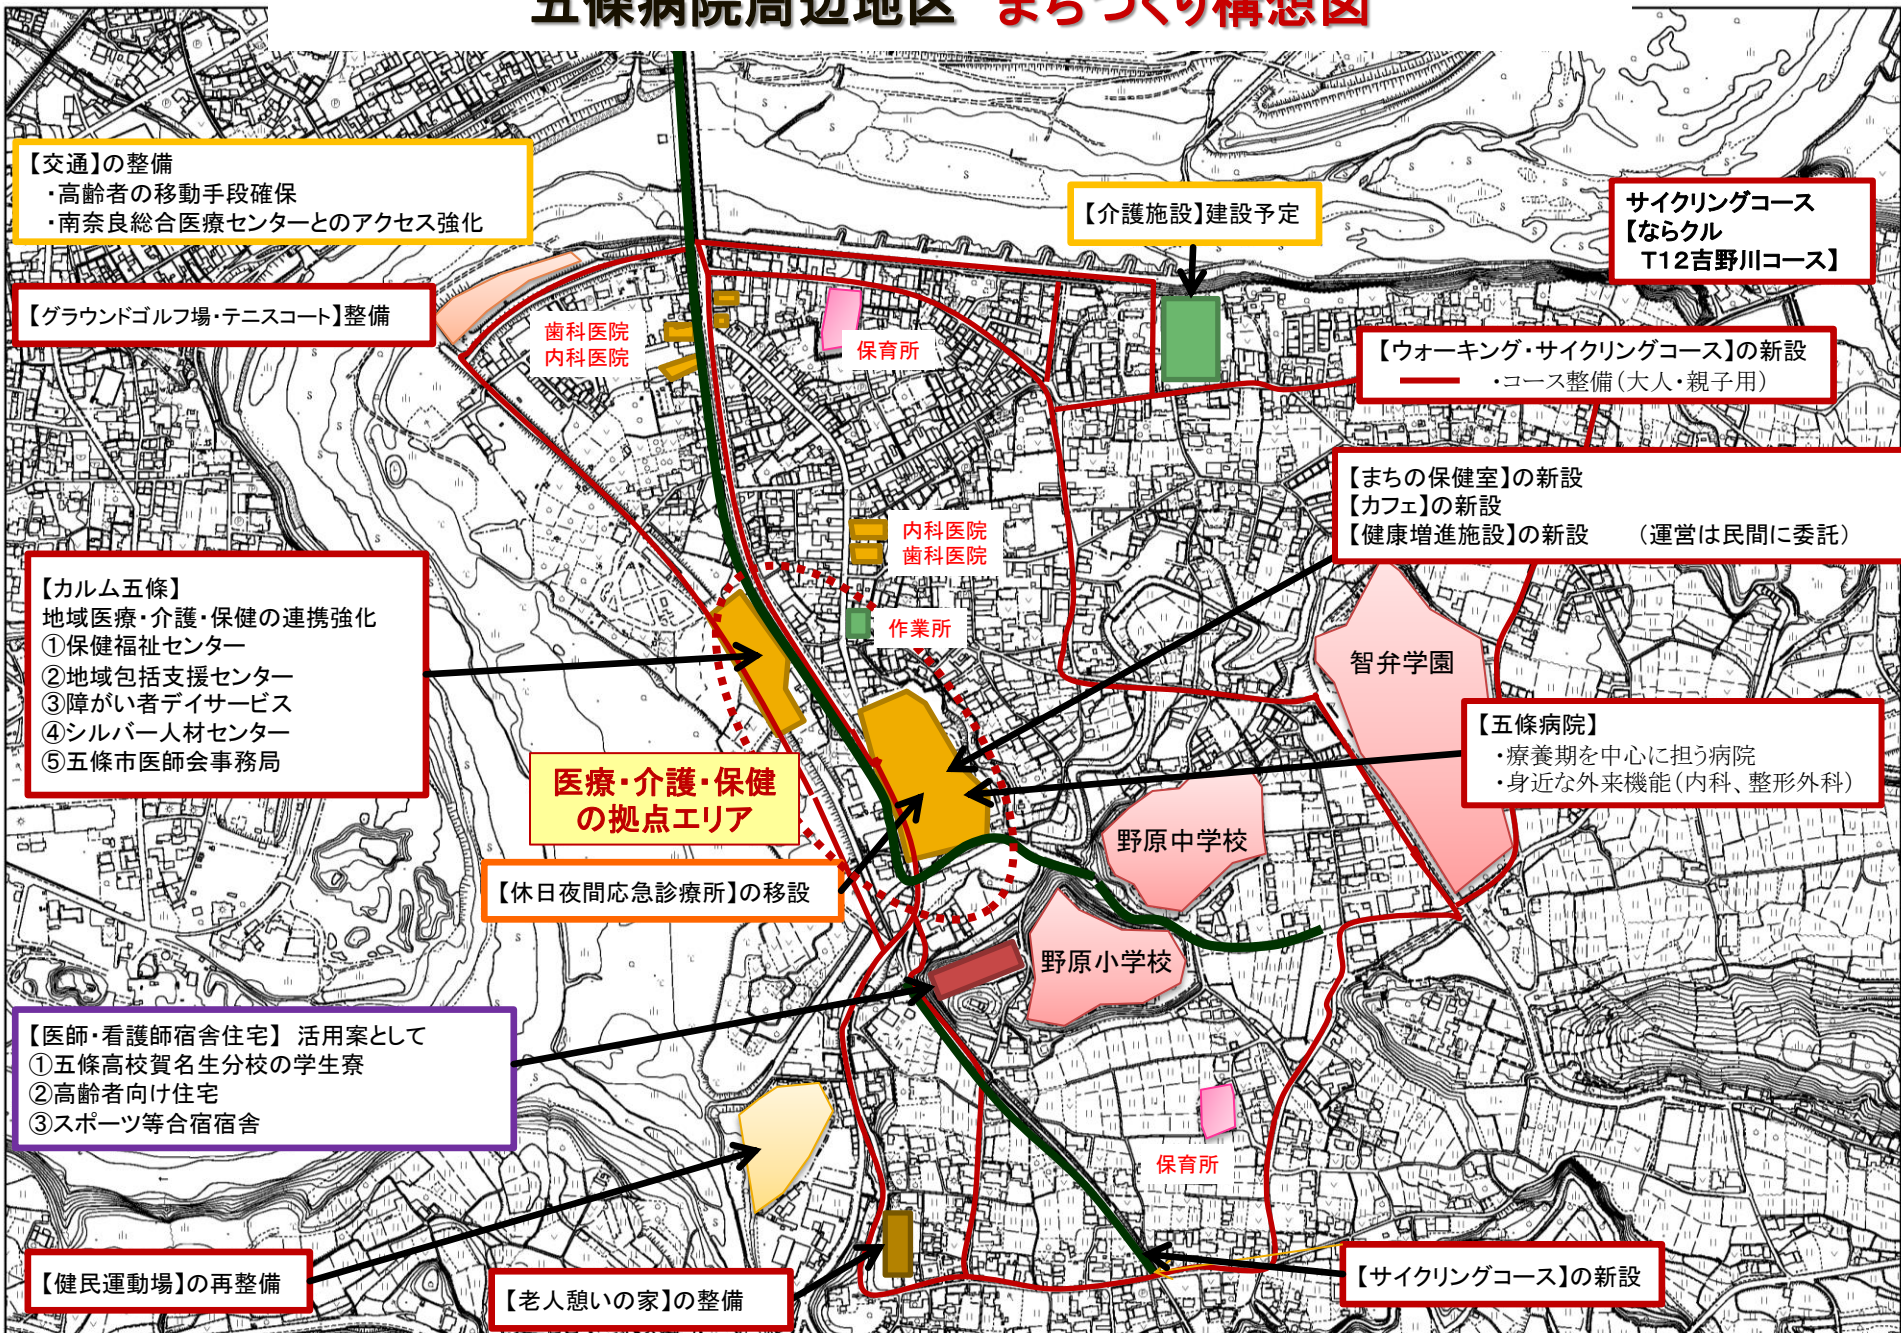 五條病院周辺地区 まちづくり構想図
【交通】の整備
・高齢者の移動手段確保
・南奈良総合医療センターとのアクセス強化
【介護施設】建設予定
サイクリングコース
【ならクル
T12吉野川コース】
【グラウンドゴルフ場・テニスコート】整備
歯科医院
内科医院
保育所
【ウォーキング・サイクリングコース】の新設
・コース整備(大人・親子用)
【まちの保健室】の新設
【カフェ】の新設
【健康増進施設】の新設 (運営は民間に委託)
内科医院
歯科医院
作業所
【カルム五條】
地域医療・介護・保健の連携強化
①保健福祉センター
②地域包括支援センター
③障がい者デイサービス
④シルバー人材センター
⑤五條市医師会事務局
智弁学園
【五條病院】
・療養期を中心に担う病院
・身近な外来機能(内科、整形外科)
医療・介護・保健
の拠点エリア
野原中学校
【休日夜間応急診療所】の移設
野原小学校
【医師・看護師宿舎住宅】 活用案として
①五條高校賀名生分校の学生寮
②高齢者向け住宅
③スポーツ等合宿宿舎
保育所
【健民運動場】の再整備
【老人憩いの家】の整備
【サイクリングコース】の新設